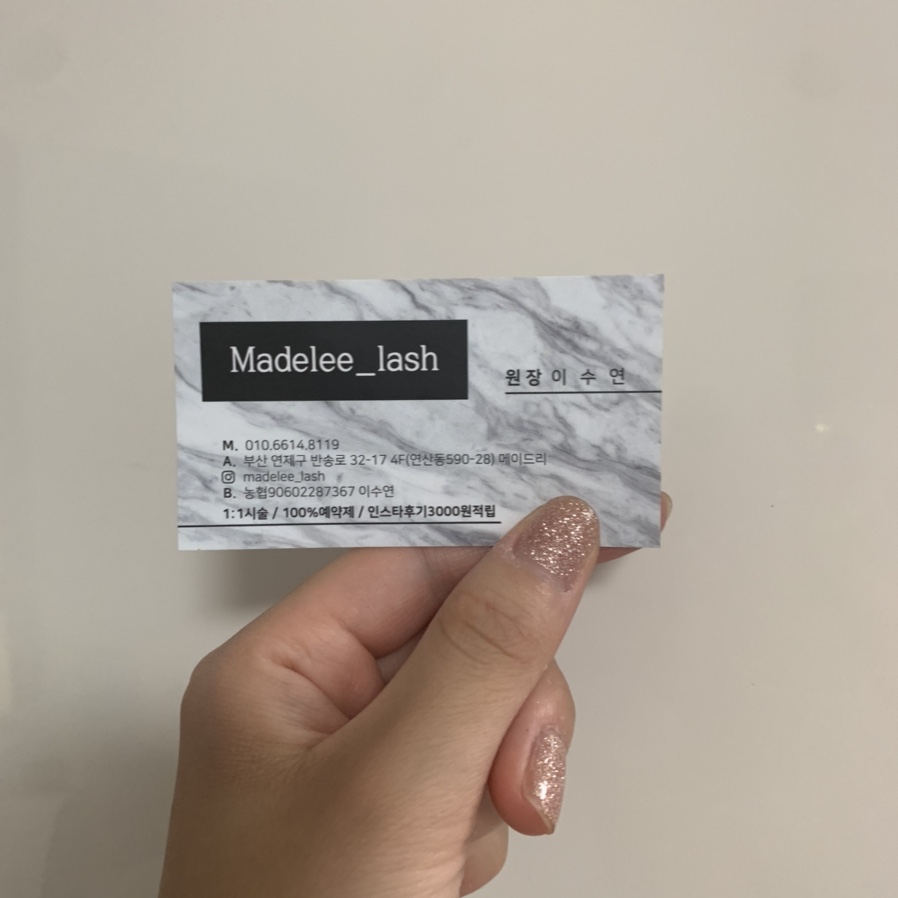 Madelee_lash
원장 이 수 연
M. 010.6614.8119
A. 부산 연제구 반송로 32-17 4F(연산동590-28) 메이드리
madelee_lash
B. 농협90602287367 이수연
1:1시술 / 100%예약제 / 인스타후기3000원적립